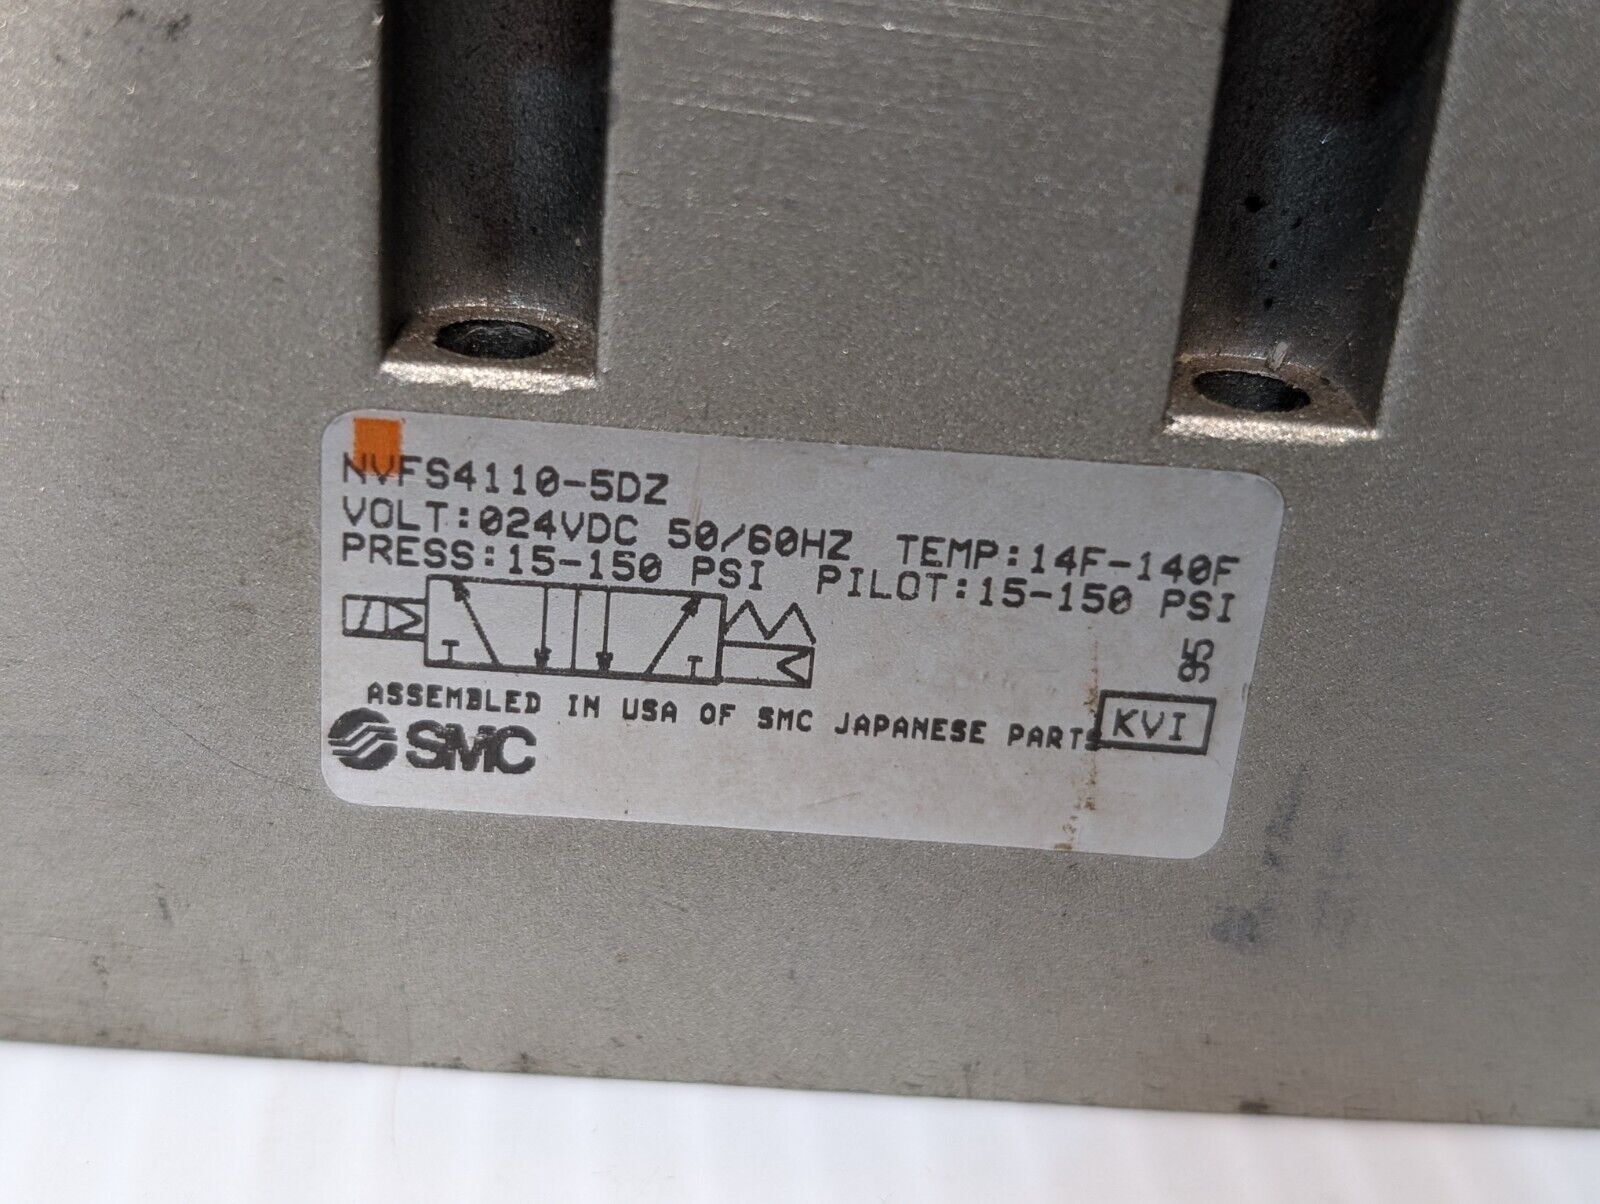 NVFS4110-5DZ
VOLT:024VDC 50/60HZ TEMP:14F-140F
PRESS:15-150 PSI PILOT:15-150 PSI
95
ASSEMBLED IN USA OF SMC JAPANESE PARTS
KVI
SMC